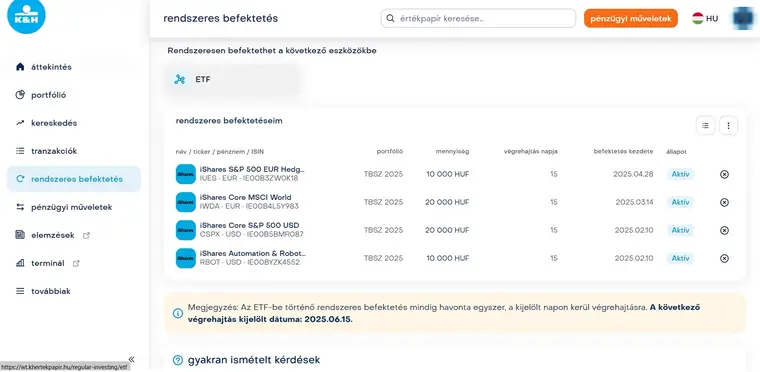 K&H
rendszeres befektetés
értékpapír keresése..
pénzügyi műveletek
HU
áttekintés
portfólió
kereskedés
tranzakciók
rendszeres befektetés
pénzügyi műveletek
elemzések
terminál
továbbiak
https://wt.khertekpapir.hu/regular-investing/etf
Rendszeresen befektethet a következő eszközökbe
ETF
rendszeres befektetéseim
név / ticker / pénznem / ISIN portfólió mennyiség végrehajtás napja befektetés kezdete állapot
iShares iShares S&P 500 EUR Hedg... TBSZ 2025 10 000 HUF 15 2025.04.28 Aktív
IUES - EUR - IE00B3ZW0K18
iShares iShares Core MSCI World TBSZ 2025 20 000 HUF 15 2025.03.14 Aktív
IWDA - EUR - IE00B4L5Y983
iShares iShares Core S&P 500 USD TBSZ 2025 20 000 HUF 15 2025.02.10 Aktív
CSPX - USD - IE00B5BMR087
iShares iShares Automation & Robot... TBSZ 2025 10 000 HUF 15 2025.02.10 Aktív
RBOT - USD - IE00BYZK4552
Megjegyzés: Az ETF-be történő rendszeres befektetés mindig havonta egyszer, a kijelölt napon kerül végrehajtásra. A következő
végrehajtás kijelölt dátuma: 2025.06.15.
gyakran ismételt kérdések